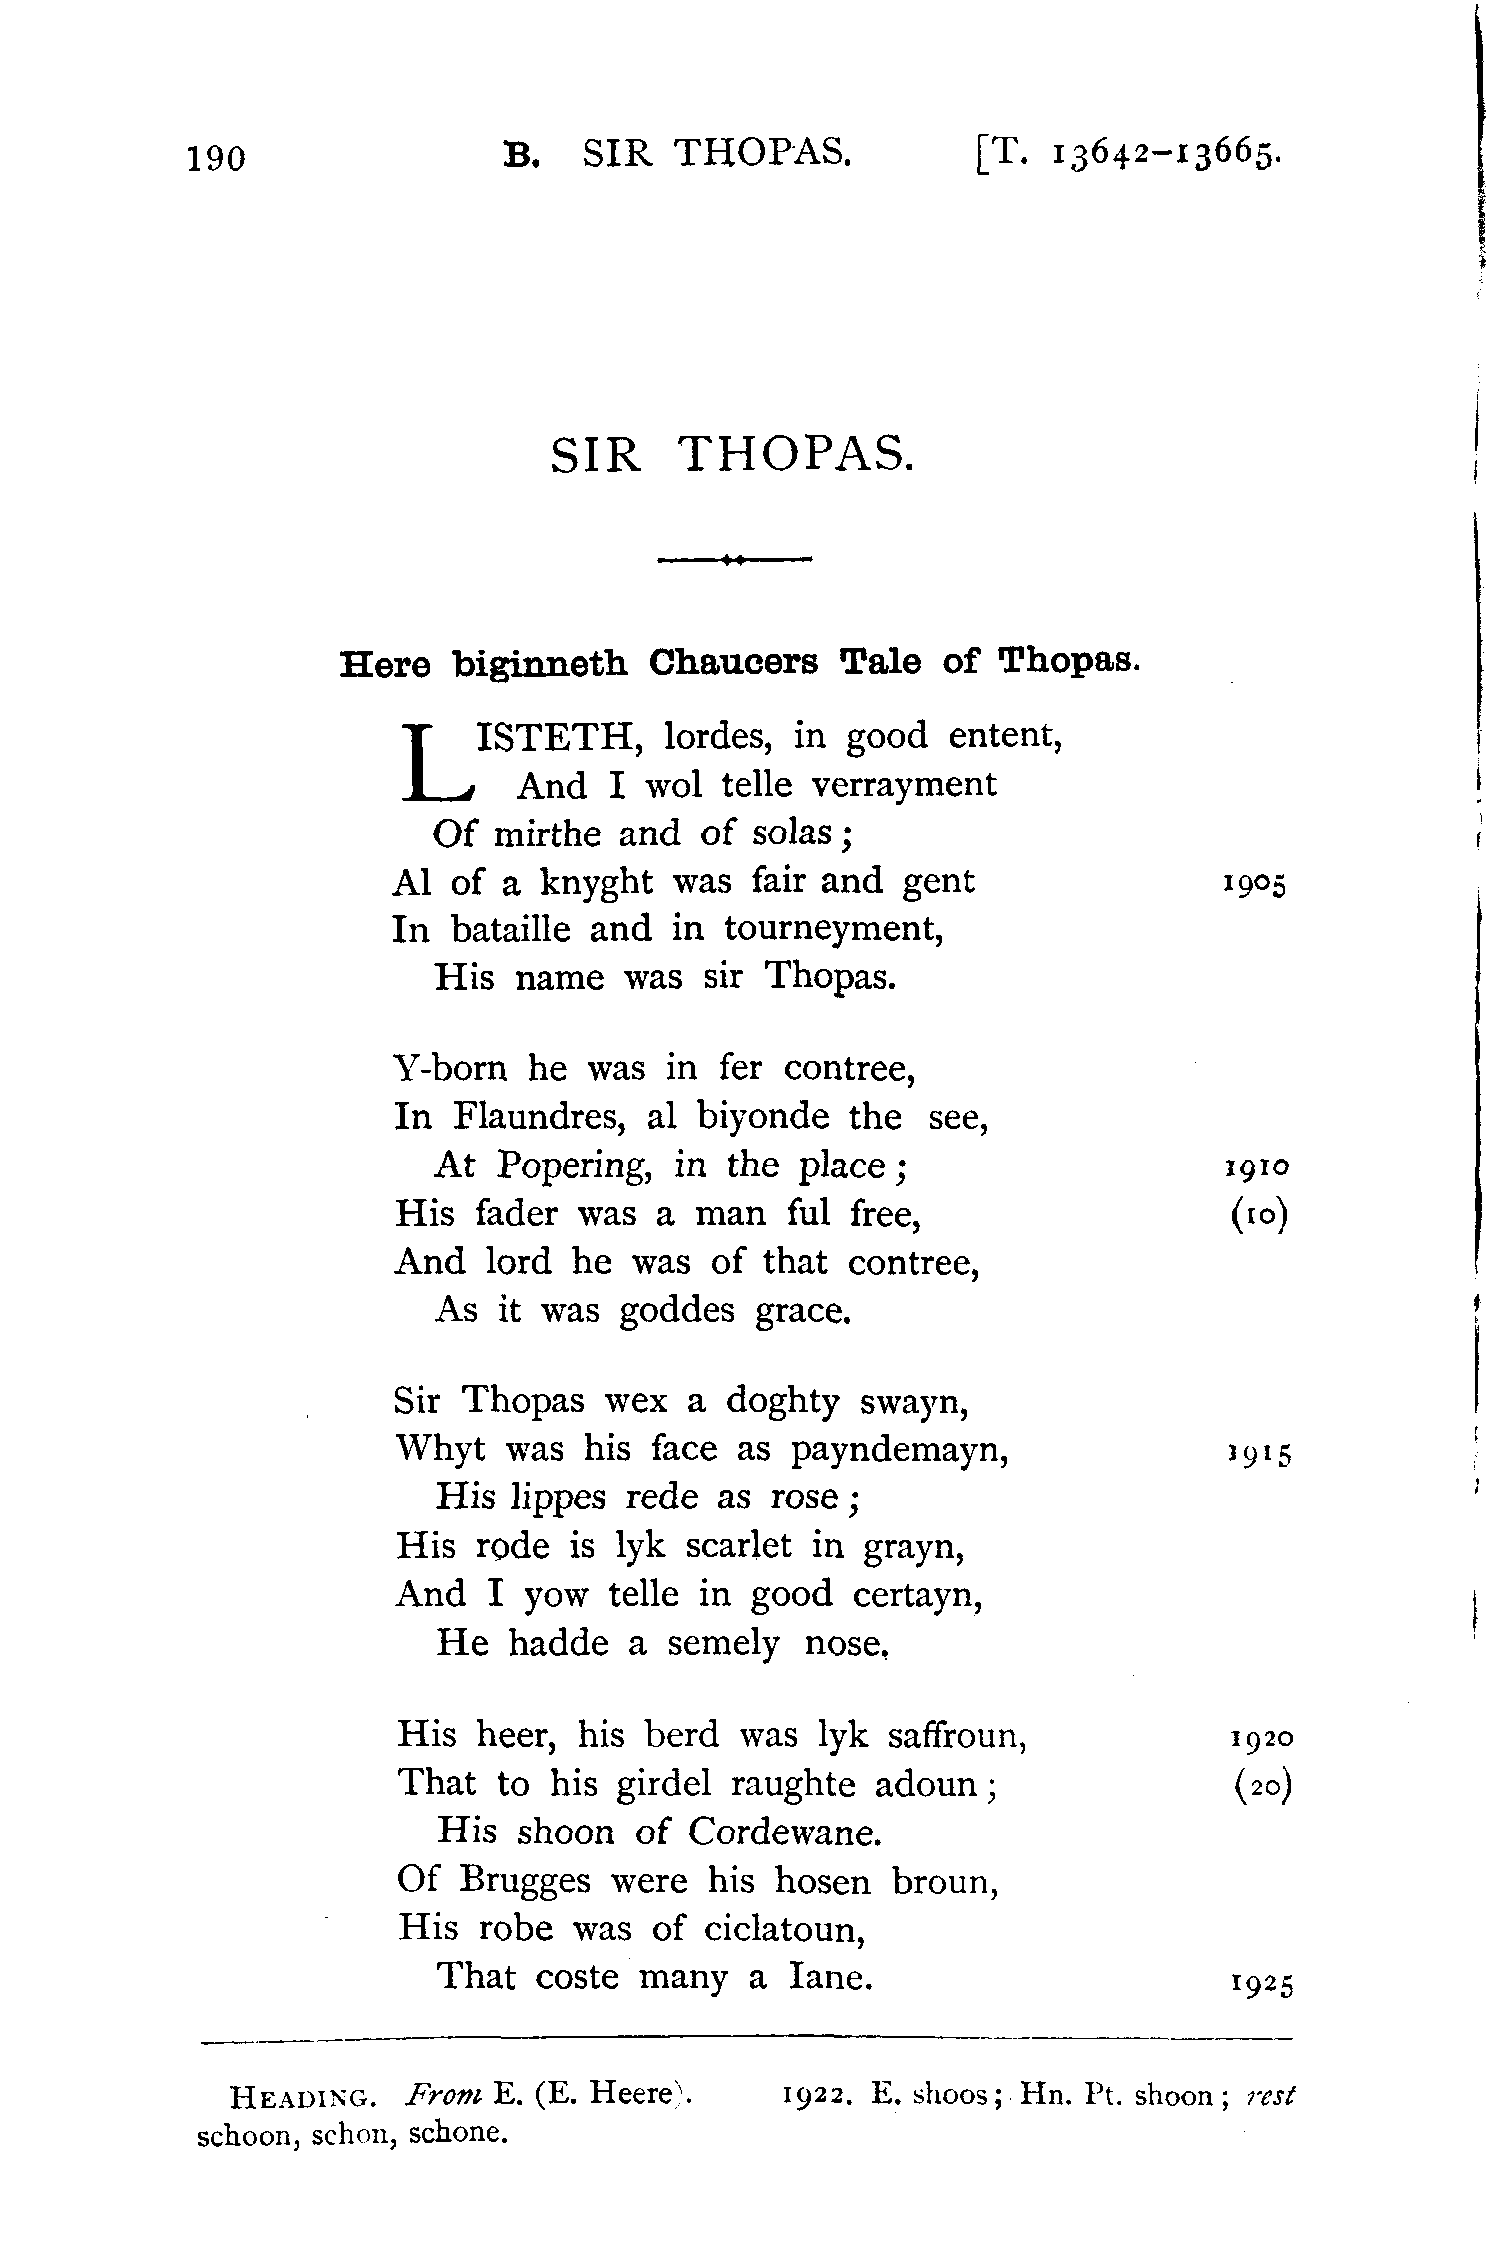 190 B. SIR THOPAS. [T. 13642–13665.
SIR THOPAS.
Here biginneth Chaucers Tale of Thopas.
LISTETH, lordes, in good entent,
And I wol telle verrayment
Of mirthe and of solas;
Al of a knyght was fair and gent 1905
In bataille and in tourneyment,
His name was sir Thopas.
Y-born he was in fer contree,
In Flaundres, al biyonde the see,
At Popering, in the place; 1910
His fader was a man ful free, (10)
And lord he was of that contree,
As it was goddes grace.
Sir Thopas wex a doghty swayn,
Whyt was his face as payndemayn, 1915
His lippes rede as rose;
His rode is lyk scarlet in grayn,
And I yow telle in good certayn,
He hadde a semely nose.
His heer, his berd was lyk saffroun, 1920
That to his girdel raughte adoun; (20)
His shoon of Cordewane.
Of Brugges were his hosen broun,
His robe was of ciclatoun,
That coste many a Iane. 1925
HEADING. From E. (E. Heere). 1922. E. shoos; Hn. Pt. shoon; rest
schoon, schon, schone.